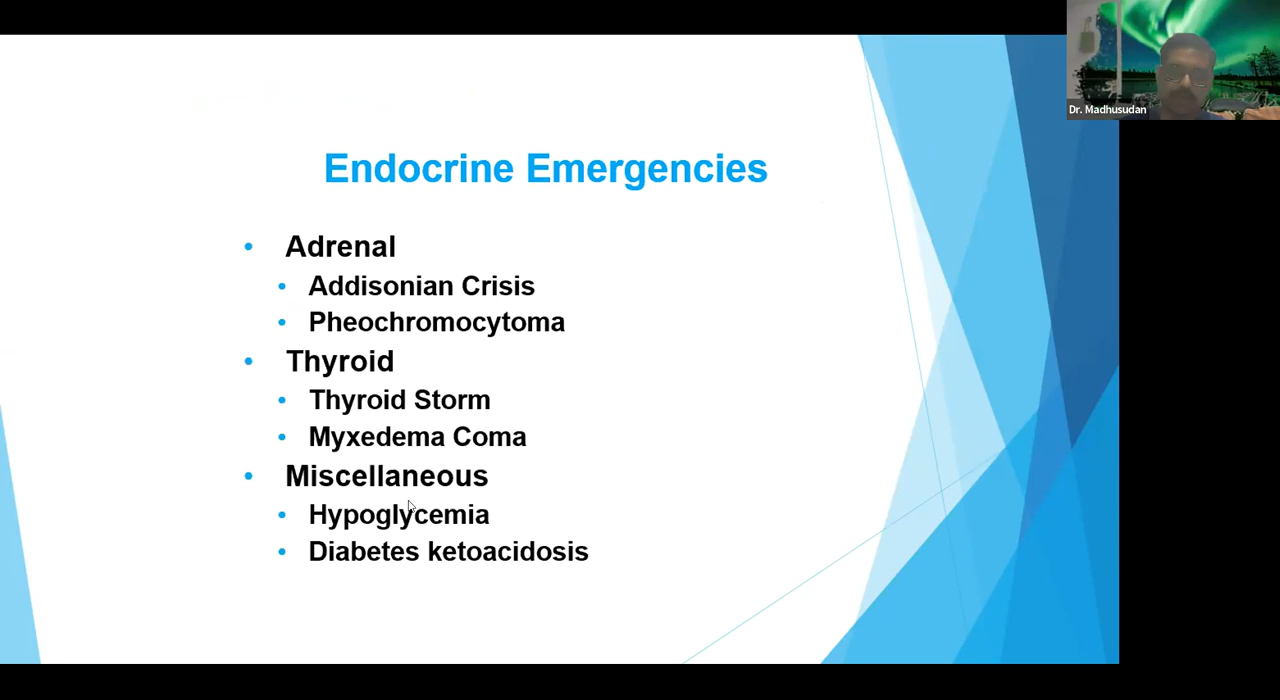 Dr. Madhusudan
Endocrine Emergencies
• Adrenal
• Addisonian Crisis
• Pheochromocytoma
• Thyroid
• Thyroid Storm
• Myxedema Coma
• Miscellaneous
• Hypoglycemia
• Diabetes ketoacidosis